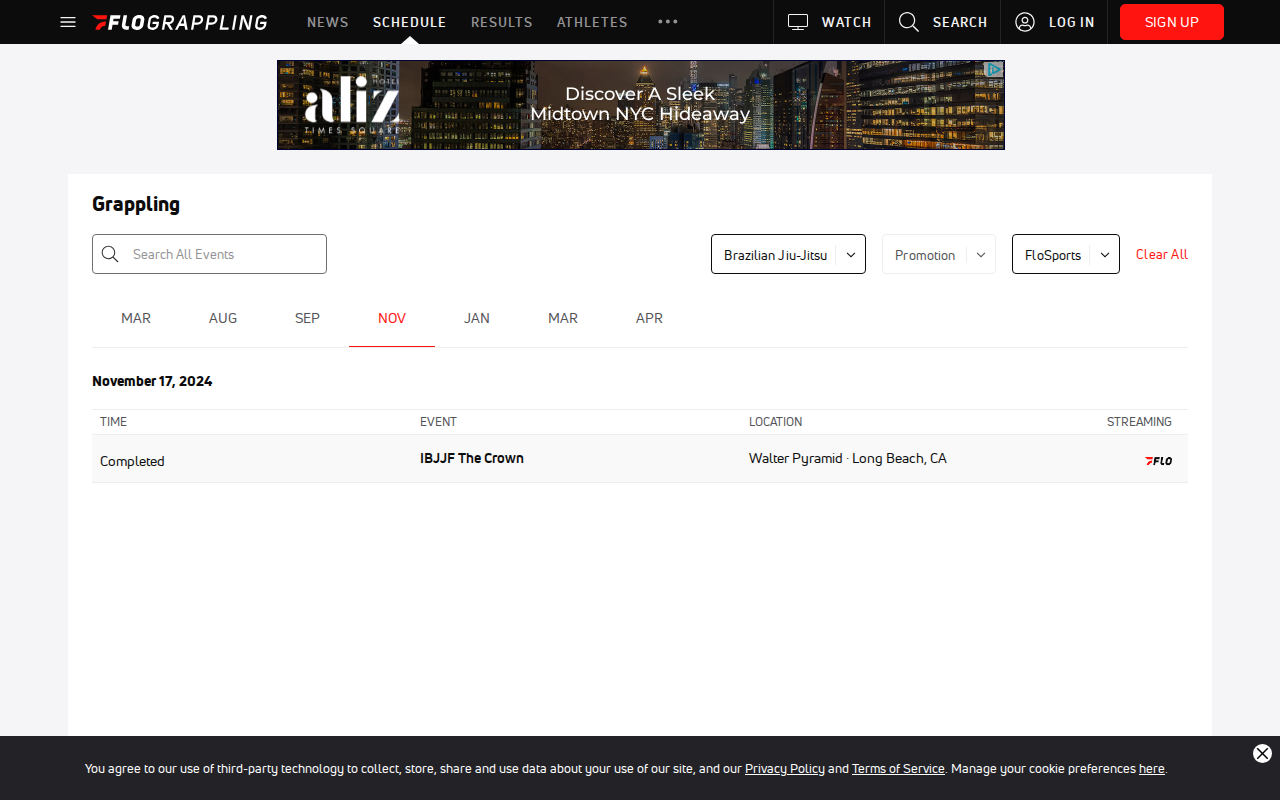 FLOGRAPPLING NEWS SCHEDULE RESULTS ATHLETES WATCH SEARCH LOG IN SIGN UP
HOTEL
aliz
TIMES SQUARE
Discover A Sleek
Midtown NYC Hideaway
Grappling
Search All Events Brazilian Jiu-Jitsu Promotion FloSports Clear All
MAR AUG SEP NOV JAN MAR APR
November 17, 2024
TIME EVENT LOCATION STREAMING
Completed IBJJF The Crown Walter Pyramid · Long Beach, CA FLO
You agree to our use of third-party technology to collect, store, share and use data about your use of our site, and our Privacy Policy and Terms of Service. Manage your cookie preferences here.